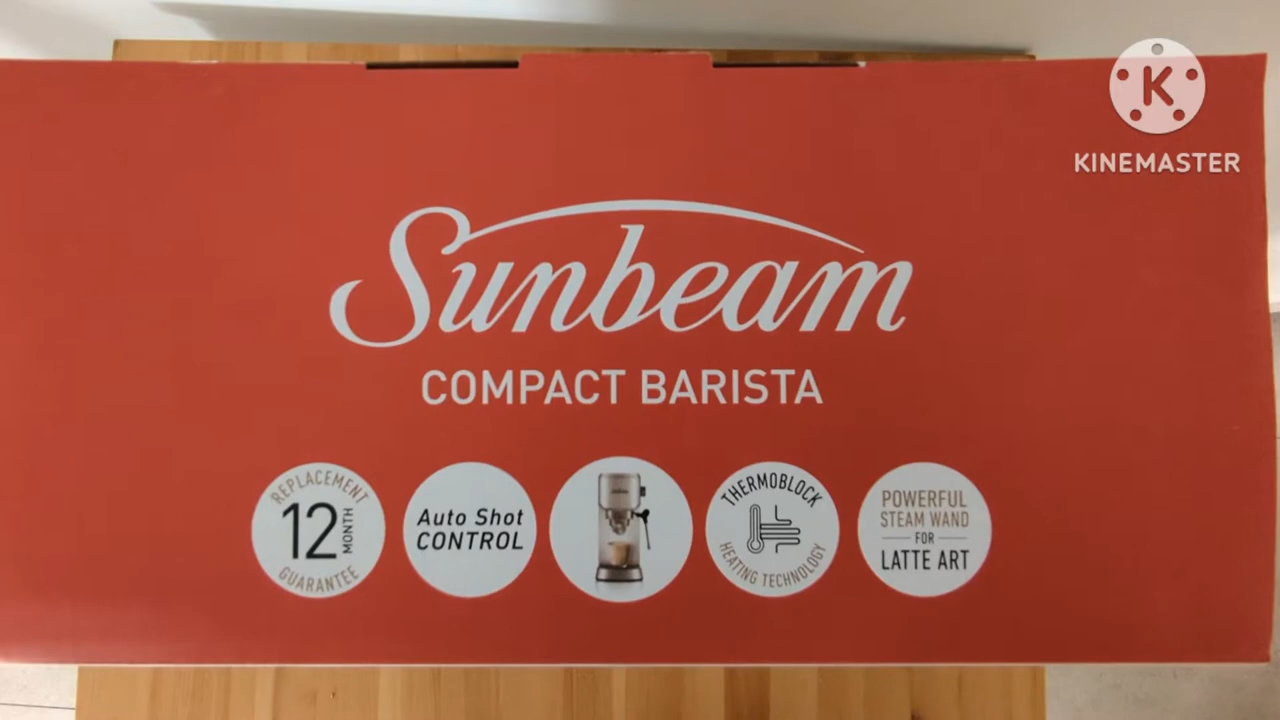 K
KINEMASTER
Sunbeam
COMPACT BARISTA
REPLACEMENT
12
MONTH
GUARANTEE
Auto Shot
CONTROL
THERMOBLOCK
HEATING TECHNOLOGY
POWERFUL
STEAM WAND
FOR
LATTE ART